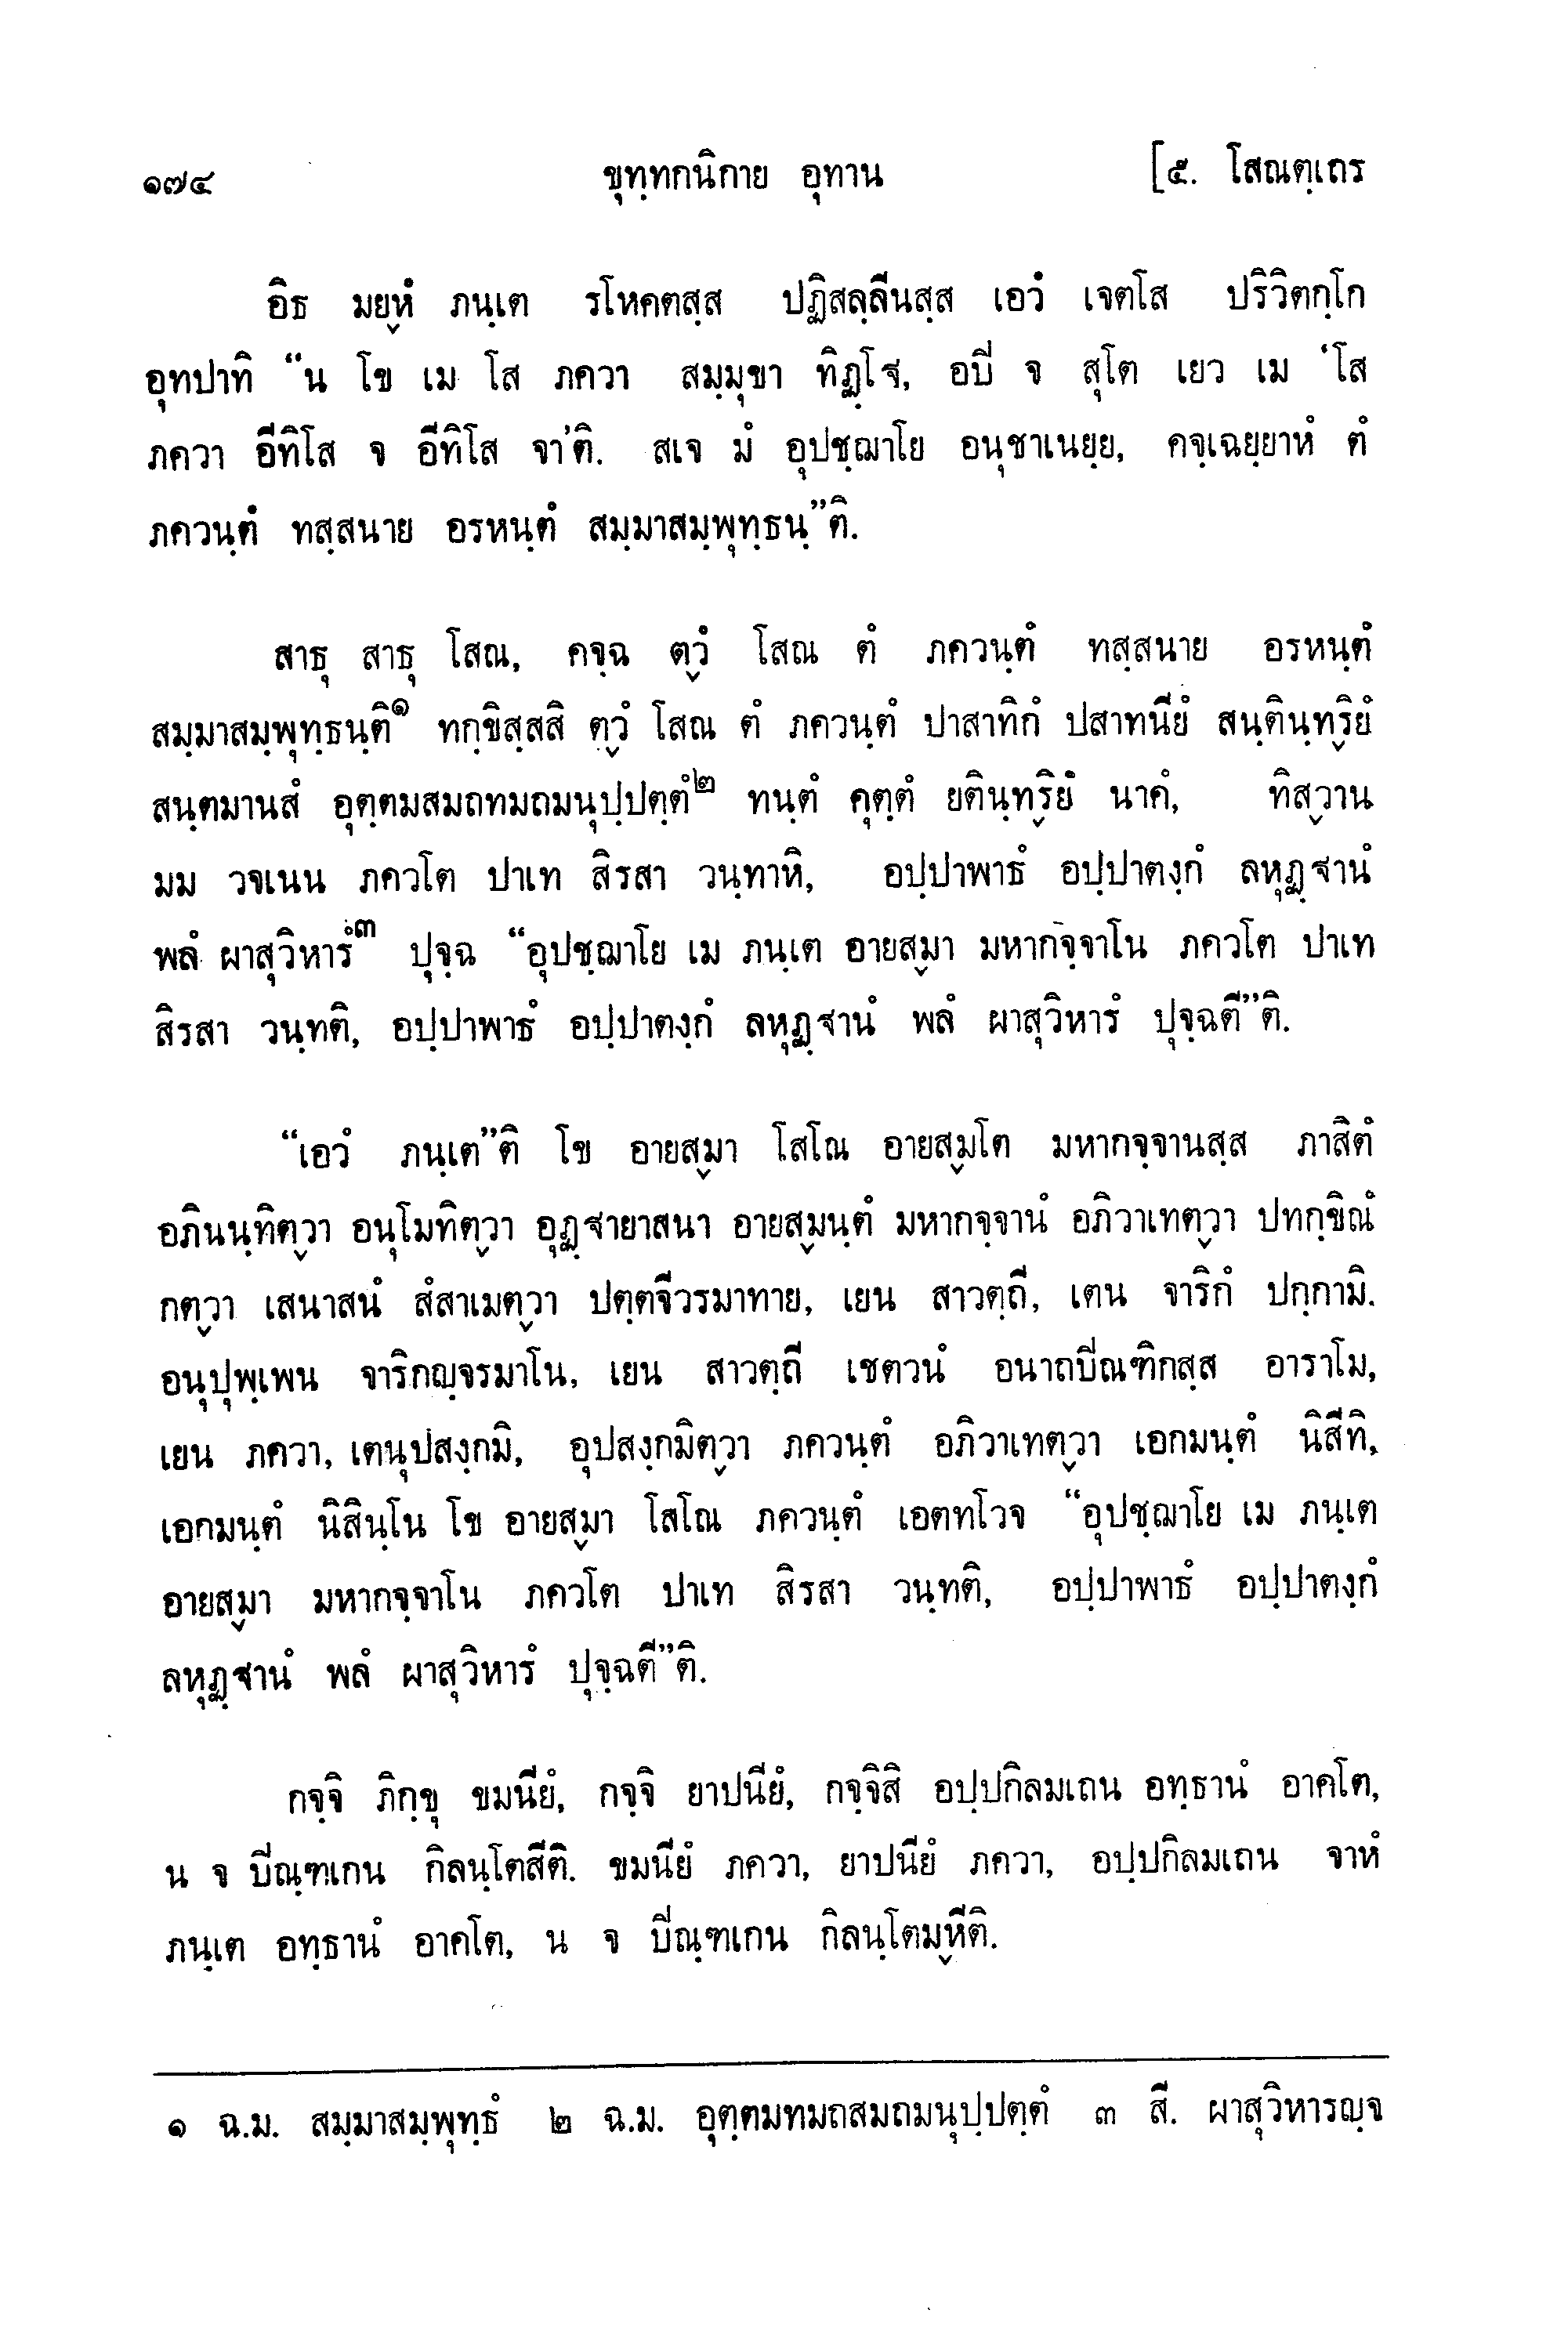 ๑๗๔ ขุทฺทกนิกาย อุทาน [๕. โสณตฺเถร
อิธ มยฺหํ ภนฺเต รโหคตสฺส ปฏิสลฺลีนสฺส เอวํ เจตโส ปริวิตกฺโก
อุทปาทิ “น โข เม โส ภควา สมฺมุขา ทิฏฺโฐ, อปิ จ สุโต เยว เม ‘โส
ภควา อีทิโส จ อีทิโส จา’ติ. สเจ มํ อุปชฺฌาโย อนุชาเนยฺย, คจฺเฉยฺยาหํ ตํ
ภควนฺตํ ทสฺสนาย อรหนฺตํ สมฺมาสมฺพุทฺธนฺ”ติ.
สาธุ สาธุ โสณ, คจฺฉ ตฺวํ โสณ ตํ ภควนฺตํ ทสฺสนาย อรหนฺตํ
สมฺมาสมฺพุทฺธนฺติ๑ ทกฺขิสฺสสิ ตฺวํ โสณ ตํ ภควนฺตํ ปาสาทิกํ ปสาทนียํ สนฺตินฺทฺริยํ
สนฺตมานสํ อุตฺตมสมถทมถมนุปฺปตฺตํ๒ ทนฺตํ คุตฺตํ ยตินฺทฺริยํ นาคํ, ทิสฺวาน
มม วจเนน ภควโต ปาเท สิรสา วนฺทาหิ, อปฺปาพาธํ อปฺปาตงฺกํ ลหุฏฺฐานํ
พลํ ผาสุวิหารํ๓ ปุจฺฉ “อุปชฺฌาโย เม ภนฺเต อายสฺมา มหากจฺจาโน ภควโต ปาเท
สิรสา วนฺทติ, อปฺปาพาธํ อปฺปาตงฺกํ ลหุฏฺฐานํ พลํ ผาสุวิหารํ ปุจฺฉตี”ติ.
“เอวํ ภนฺเต”ติ โข อายสฺมา โสโณ อายสฺมโต มหากจฺจานสฺส ภาสิตํ
อภินนฺทิตฺวา อนุโมทิตฺวา อุฏฺฐายาสนา อายสฺมนฺตํ มหากจฺจานํ อภิวาเทตฺวา ปทกฺขิณํ
กตฺวา เสนาสนํ สํสาเมตฺวา ปตฺตจีวรมาทาย, เยน สาวตฺถี, เตน จาริกํ ปกฺกามิ.
อนุปุพฺเพน จาริกญฺจรมาโน, เยน สาวตฺถี เชตวนํ อนาถปิณฑิกสฺส อาราโม,
เยน ภควา, เตนุปสงฺกมิ, อุปสงฺกมิตฺวา ภควนฺตํ อภิวาเทตฺวา เอกมนฺตํ นิสีทิ,
เอกมนฺตํ นิสินฺโน โข อายสฺมา โสโณ ภควนฺตํ เอตทโวจ “อุปชฺฌาโย เม ภนฺเต
อายสฺมา มหากจฺจาโน ภควโต ปาเท สิรสา วนฺทติ, อปฺปาพาธํ อปฺปาตงฺกํ
ลหุฏฺฐานํ พลํ ผาสุวิหารํ ปุจฺฉตี”ติ.
กจฺจิ ภิกฺขุ ขมนียํ, กจฺจิ ยาปนียํ, กจฺจิสิ อปฺปกิลมเถน อทฺธานํ อาคโต,
น จ ปิณฺฑเกน กิลนฺโตสีติ. ขมนียํ ภควา, ยาปนียํ ภควา, อปฺปกิลมเถน จาหํ
ภนฺเต อทฺธานํ อาคโต, น จ ปิณฺฑเกน กิลนฺโตมฺหีติ.
๑ ฉ.ม. สมฺมาสมฺพุทฺธํ ๒ ฉ.ม. อุตฺตมทมถสมถมนุปฺปตฺตํ ๓ สี. ผาสุวิหารญฺจ